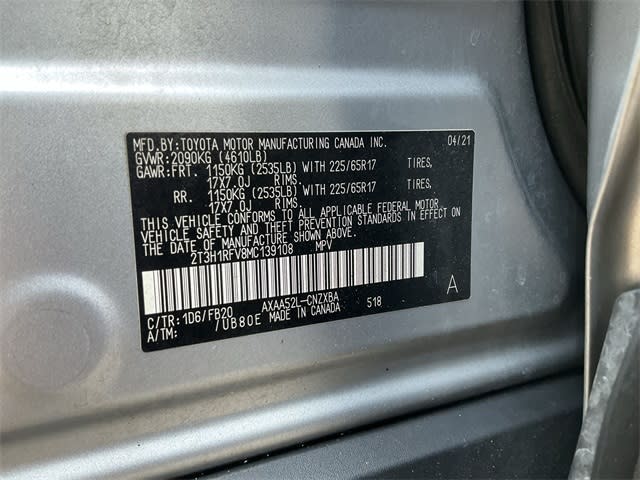 MFD.BY:TOYOTA MOTOR MANUFACTURING CANADA INC. 04/21
GVWR:2090KG (4610LB)
GAWR:FRT. 1150KG (2535LB) WITH 225/65R17 TIRES,
17X7.0J RIMS,
RR. 1150KG (2535LB) WITH 225/65R17 TIRES,
17X7.0J RIMS.
THIS VEHICLE CONFORMS TO ALL APPLICABLE FEDERAL MOTOR
VEHICLE SAFETY AND THEFT PREVENTION STANDARDS IN EFFECT ON
THE DATE OF MANUFACTURE SHOWN ABOVE.
2T3H1RFV8MC139108 MPV
A
C/TR:1D6/FB20 AXAA52L-CNZXBA 518
A/TM: /UB80E MADE IN CANADA